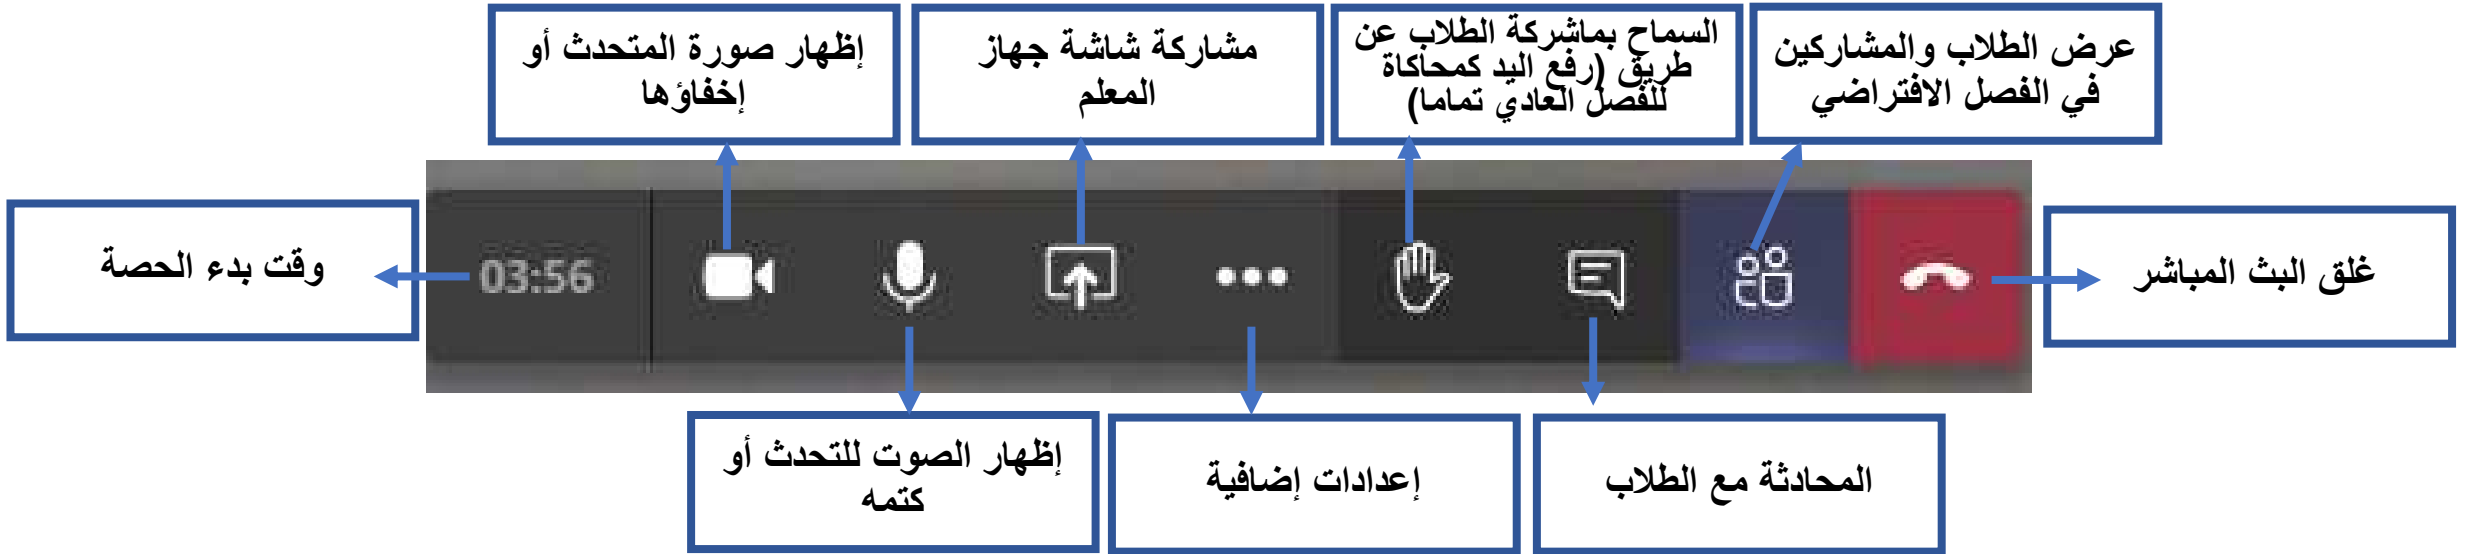 إظهار صورة المتحدث أو
إخفاؤها
مشاركة شاشة جهاز
المعلم
السماح بماشركة الطلاب عن
طريق (رفع اليد كمحاكاة
للفصل العادي تماما)
عرض الطلاب والمشاركين
في الفصل الافتراضي
وقت بدء الحصة
03:56
غلق البث المباشر
إظهار الصوت للتحدث أو
كتمه
إعدادات إضافية
المحادثة مع الطلاب